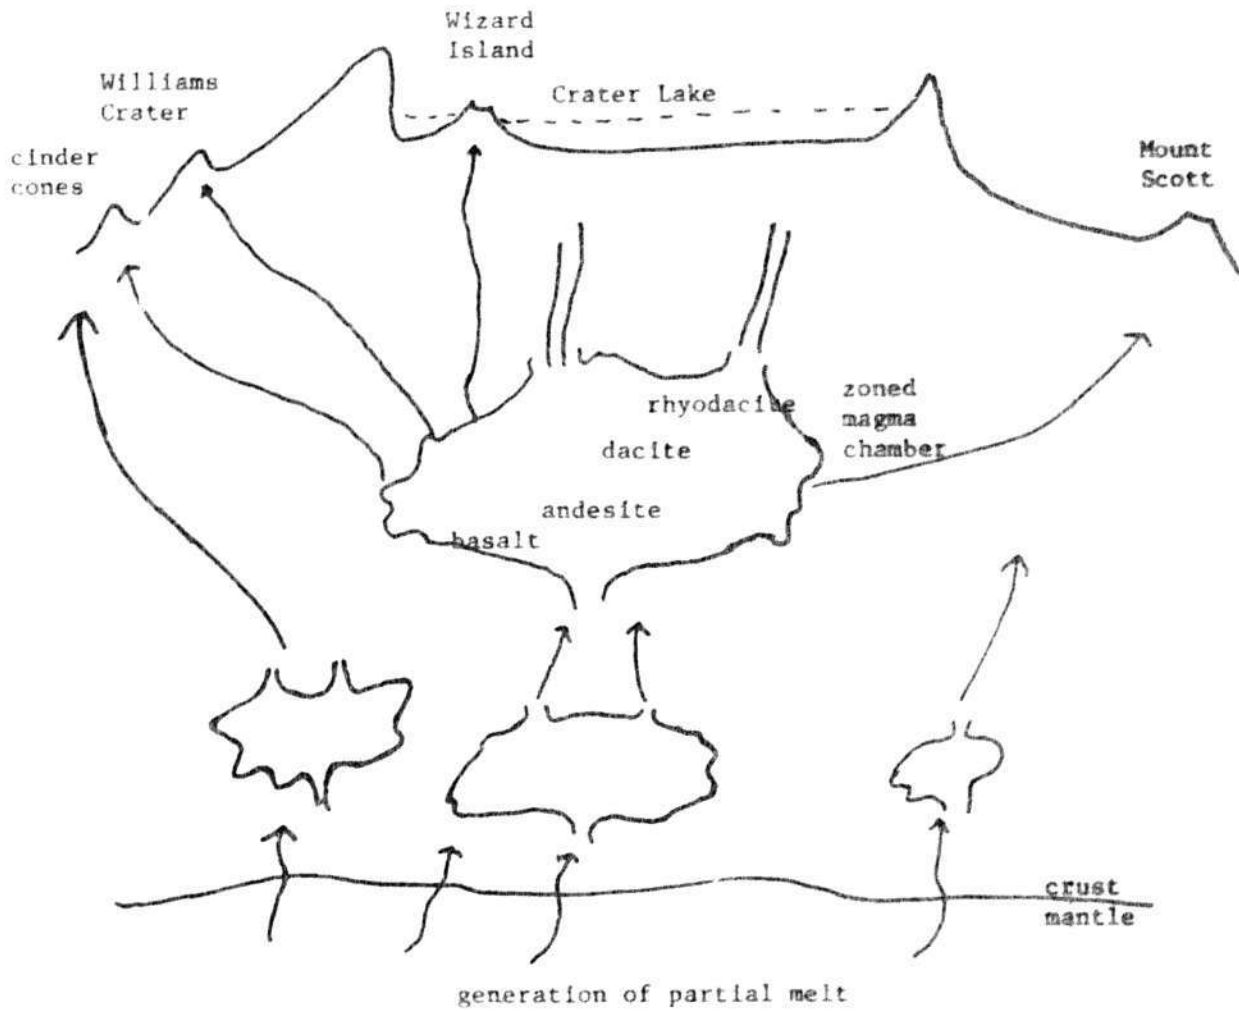 Wizard
Island
Williams
Crater
Crater Lake
cinder
cones
Mount
Scott
rhyodacite
zoned
magma
chamber
dacite
andesite
basalt
crust
mantle
generation of partial melt